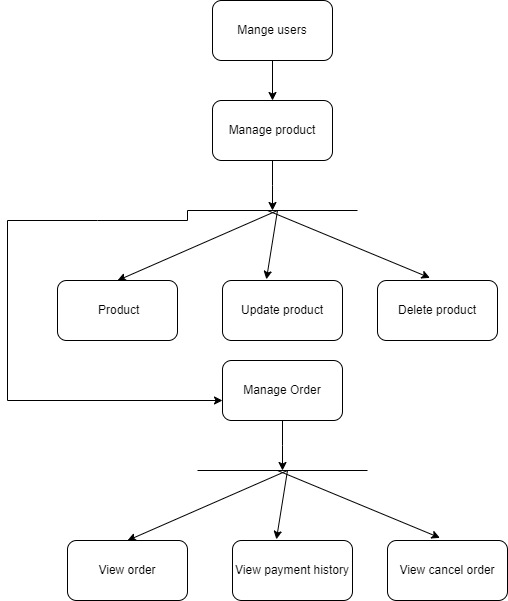 Mange users
Manage product
Product
Update product
Delete product
Manage Order
View order
View payment history
View cancel order